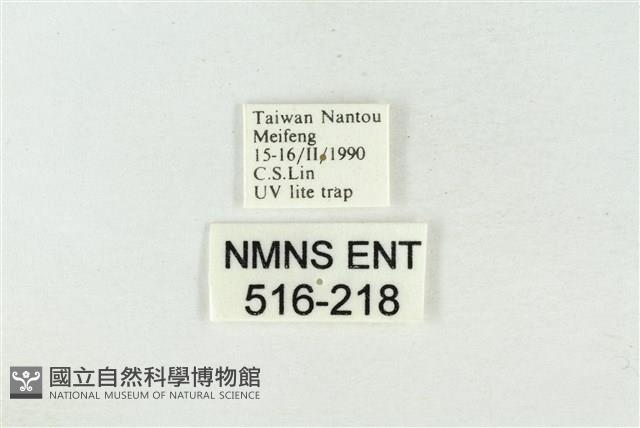 Taiwan Nantou
Meifeng
15-16/II/1990
C.S.Lin
UV lite trap
NMNS ENT
516-218
國立自然科學博物館
NATIONAL MUSEUM OF NATURAL SCIENCE